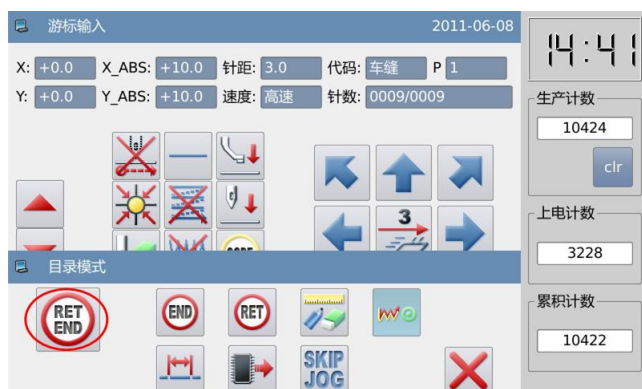 游标输入 2011-06-08
14:41
X: +0.0 X_ABS: +10.0 针距: 3.0 代码: 车缝 P 1
Y: +0.0 Y_ABS: +10.0 速度: 高速 针数: 0009/0009
生产计数
10424
clr
上电计数
3
3228
目录模式
累积计数
RET
END
END
RET
10422
SKIP
JOG